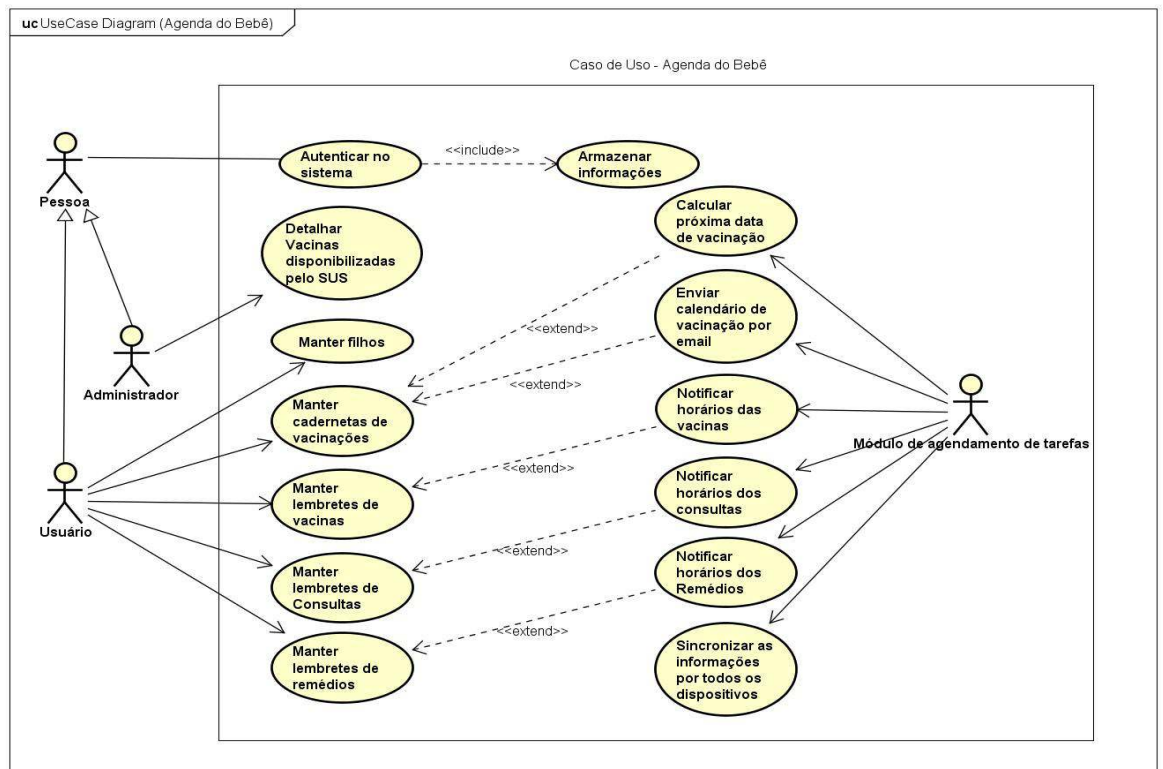 uc UseCase Diagram (Agenda do Bebê)
Caso de Uso - Agenda do Bebê
Pessoa
Autenticar no
sistema
<<include>>
Armazenar
informações
Calcular
próxima data
de vacinação
Detalhar
Vacinas
disponibilizadas
pelo SUS
Enviar
calendário de
vacinação por
email
<<extend>>
Manter filhos
Administrador
<<extend>>
Manter
cadernetas de
vacinações
Notificar
horários das
vacinas
Módulo de agendamento de tarefas
<<extend>>
Usuário
Manter
lembretes de
vacinas
Notificar
horários dos
consultas
<<extend>>
Manter
lembretes de
Consultas
Notificar
horários dos
Remédios
<<extend>>
Manter
lembretes de
remédios
Sincronizar as
informações
por todos os
dispositivos